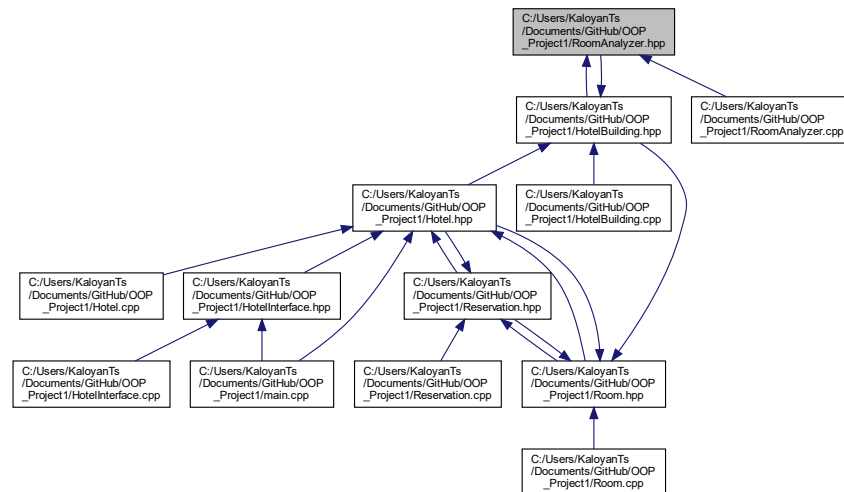 C:/Users/KaloyanTs
/Documents/GitHub/OOP
_Project1/RoomAnalyzer.hpp
C:/Users/KaloyanTs
/Documents/GitHub/OOP
_Project1/HotelBuilding.hpp
C:/Users/KaloyanTs
/Documents/GitHub/OOP
_Project1/RoomAnalyzer.cpp
C:/Users/KaloyanTs
/Documents/GitHub/OOP
_Project1/Hotel.hpp
C:/Users/KaloyanTs
/Documents/GitHub/OOP
_Project1/HotelBuilding.cpp
C:/Users/KaloyanTs
/Documents/GitHub/OOP
_Project1/Hotel.cpp
C:/Users/KaloyanTs
/Documents/GitHub/OOP
_Project1/HotelInterface.hpp
C:/Users/KaloyanTs
/Documents/GitHub/OOP
_Project1/Reservation.hpp
C:/Users/KaloyanTs
/Documents/GitHub/OOP
_Project1/HotelInterface.cpp
C:/Users/KaloyanTs
/Documents/GitHub/OOP
_Project1/main.cpp
C:/Users/KaloyanTs
/Documents/GitHub/OOP
_Project1/Reservation.cpp
C:/Users/KaloyanTs
/Documents/GitHub/OOP
_Project1/Room.hpp
C:/Users/KaloyanTs
/Documents/GitHub/OOP
_Project1/Room.cpp